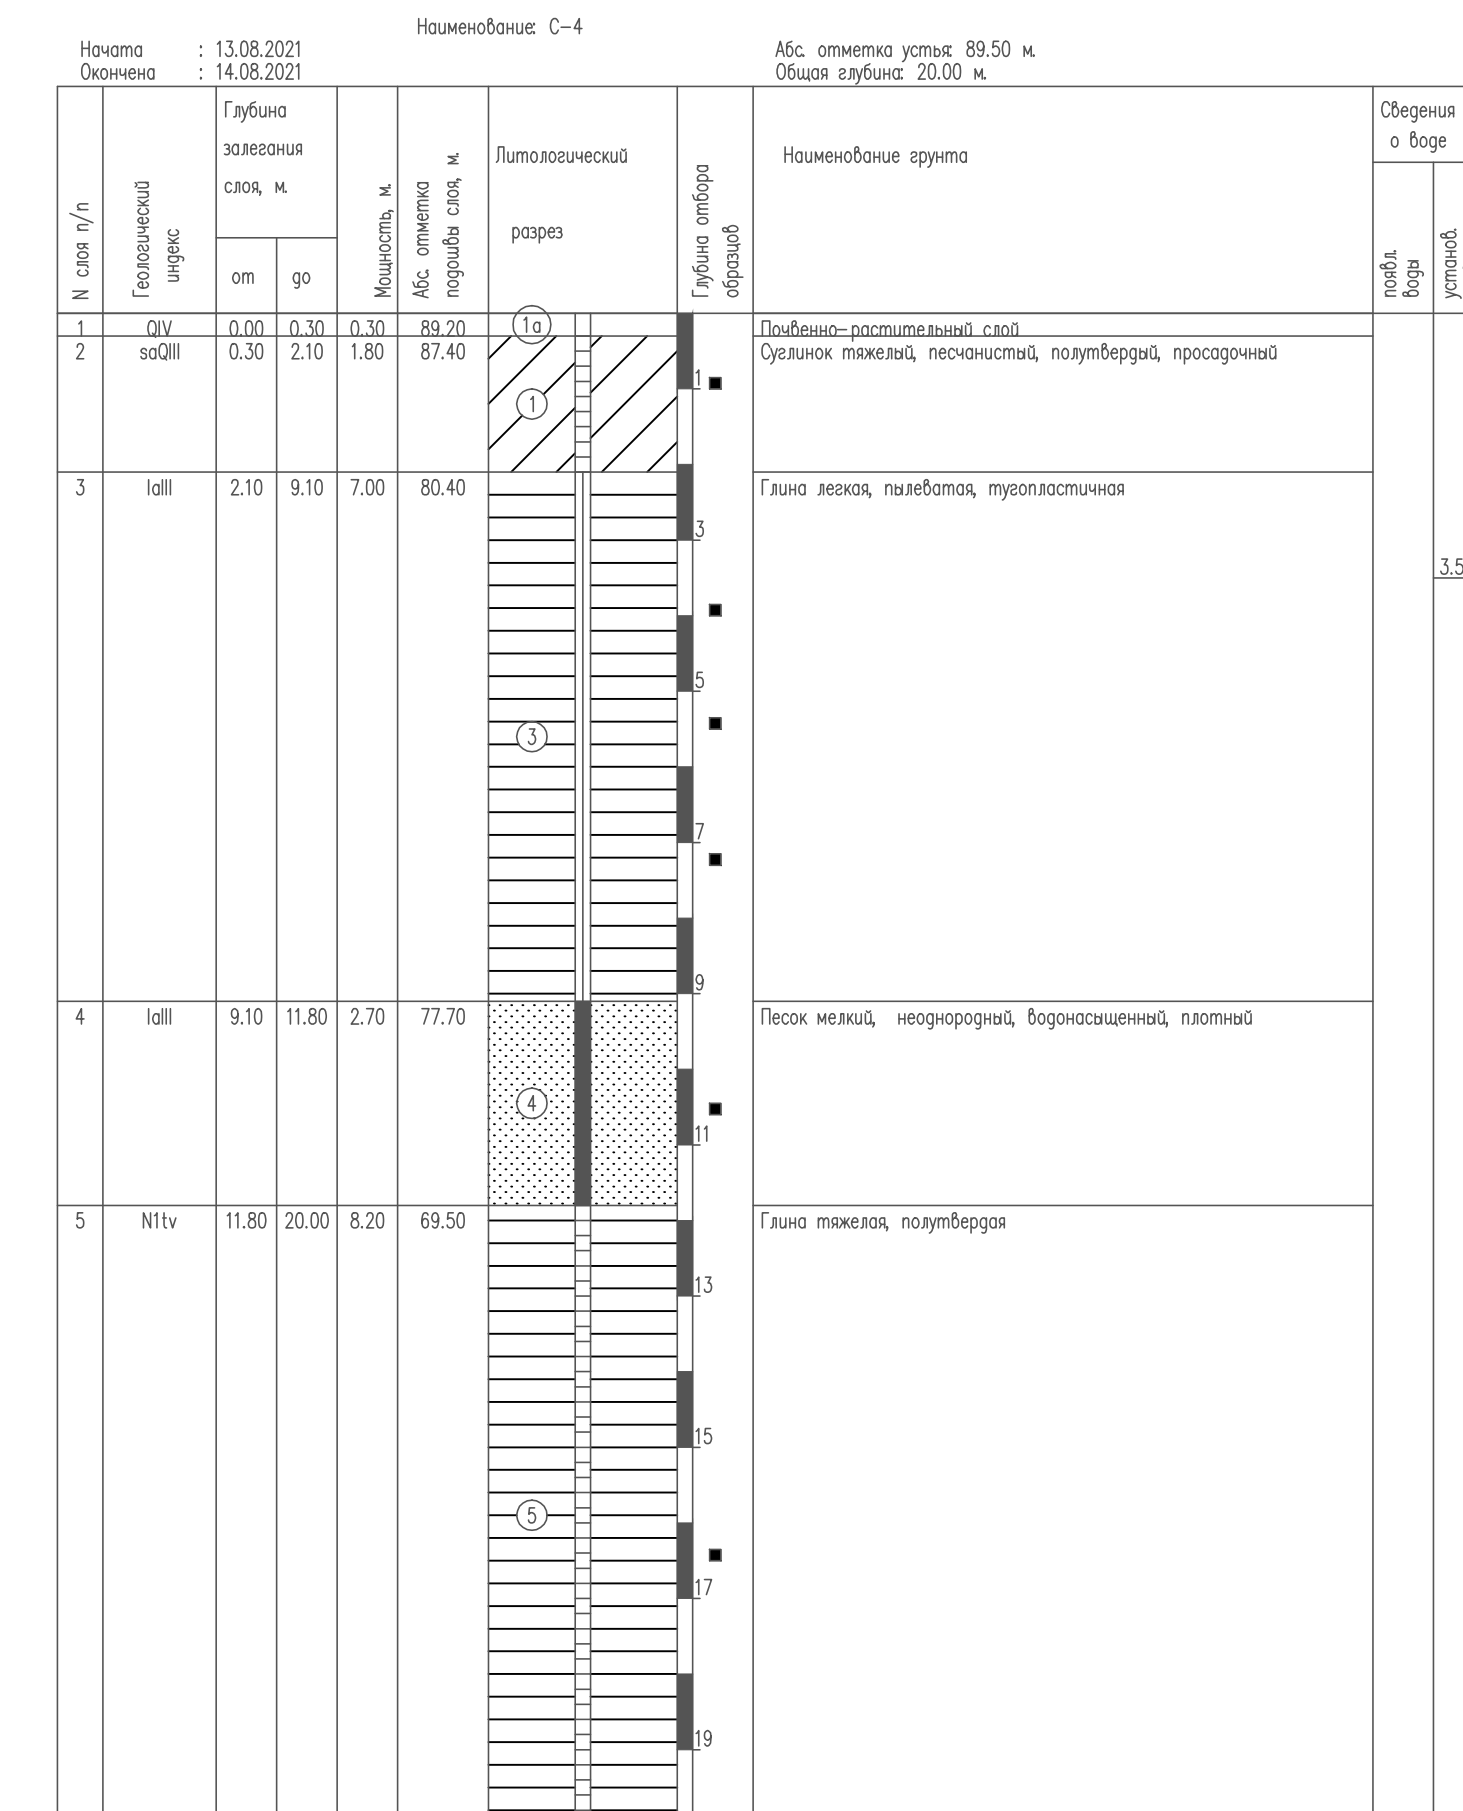 Наименование: С-4
Начата : 13.08.2021
Абс. отметка устья: 89.50 м.
Окончена : 14.08.2021
Общая глубина: 20.00 м.
N слоя п/п
Геологический
индекс
Глубина
залегания
слоя, м.
от
до
Мощность, м.
Абс. отметка
подошвы слоя, м.
Литологический
разрез
Глубина отбора
образцов
Наименование грунта
Сведения
о воде
появл.
воды
установ.
1 QIV 0.00 0.30 0.30 89.20 1а Почвенно-растительный слой
2 saQIII 0.30 2.10 1.80 87.40 Суглинок тяжелый, песчанистый, полутвердый, просадочный
1
1
3 laIII 2.10 9.10 7.00 80.40 Глина легкая, пылеватая, тугопластичная
3
3.5
5
3
7
9
4 laIII 9.10 11.80 2.70 77.70 Песок мелкий, неоднородный, водонасыщенный, плотный
4
11
5 N1tv 11.80 20.00 8.20 69.50 Глина тяжелая, полутвердая
13
15
5
17
19